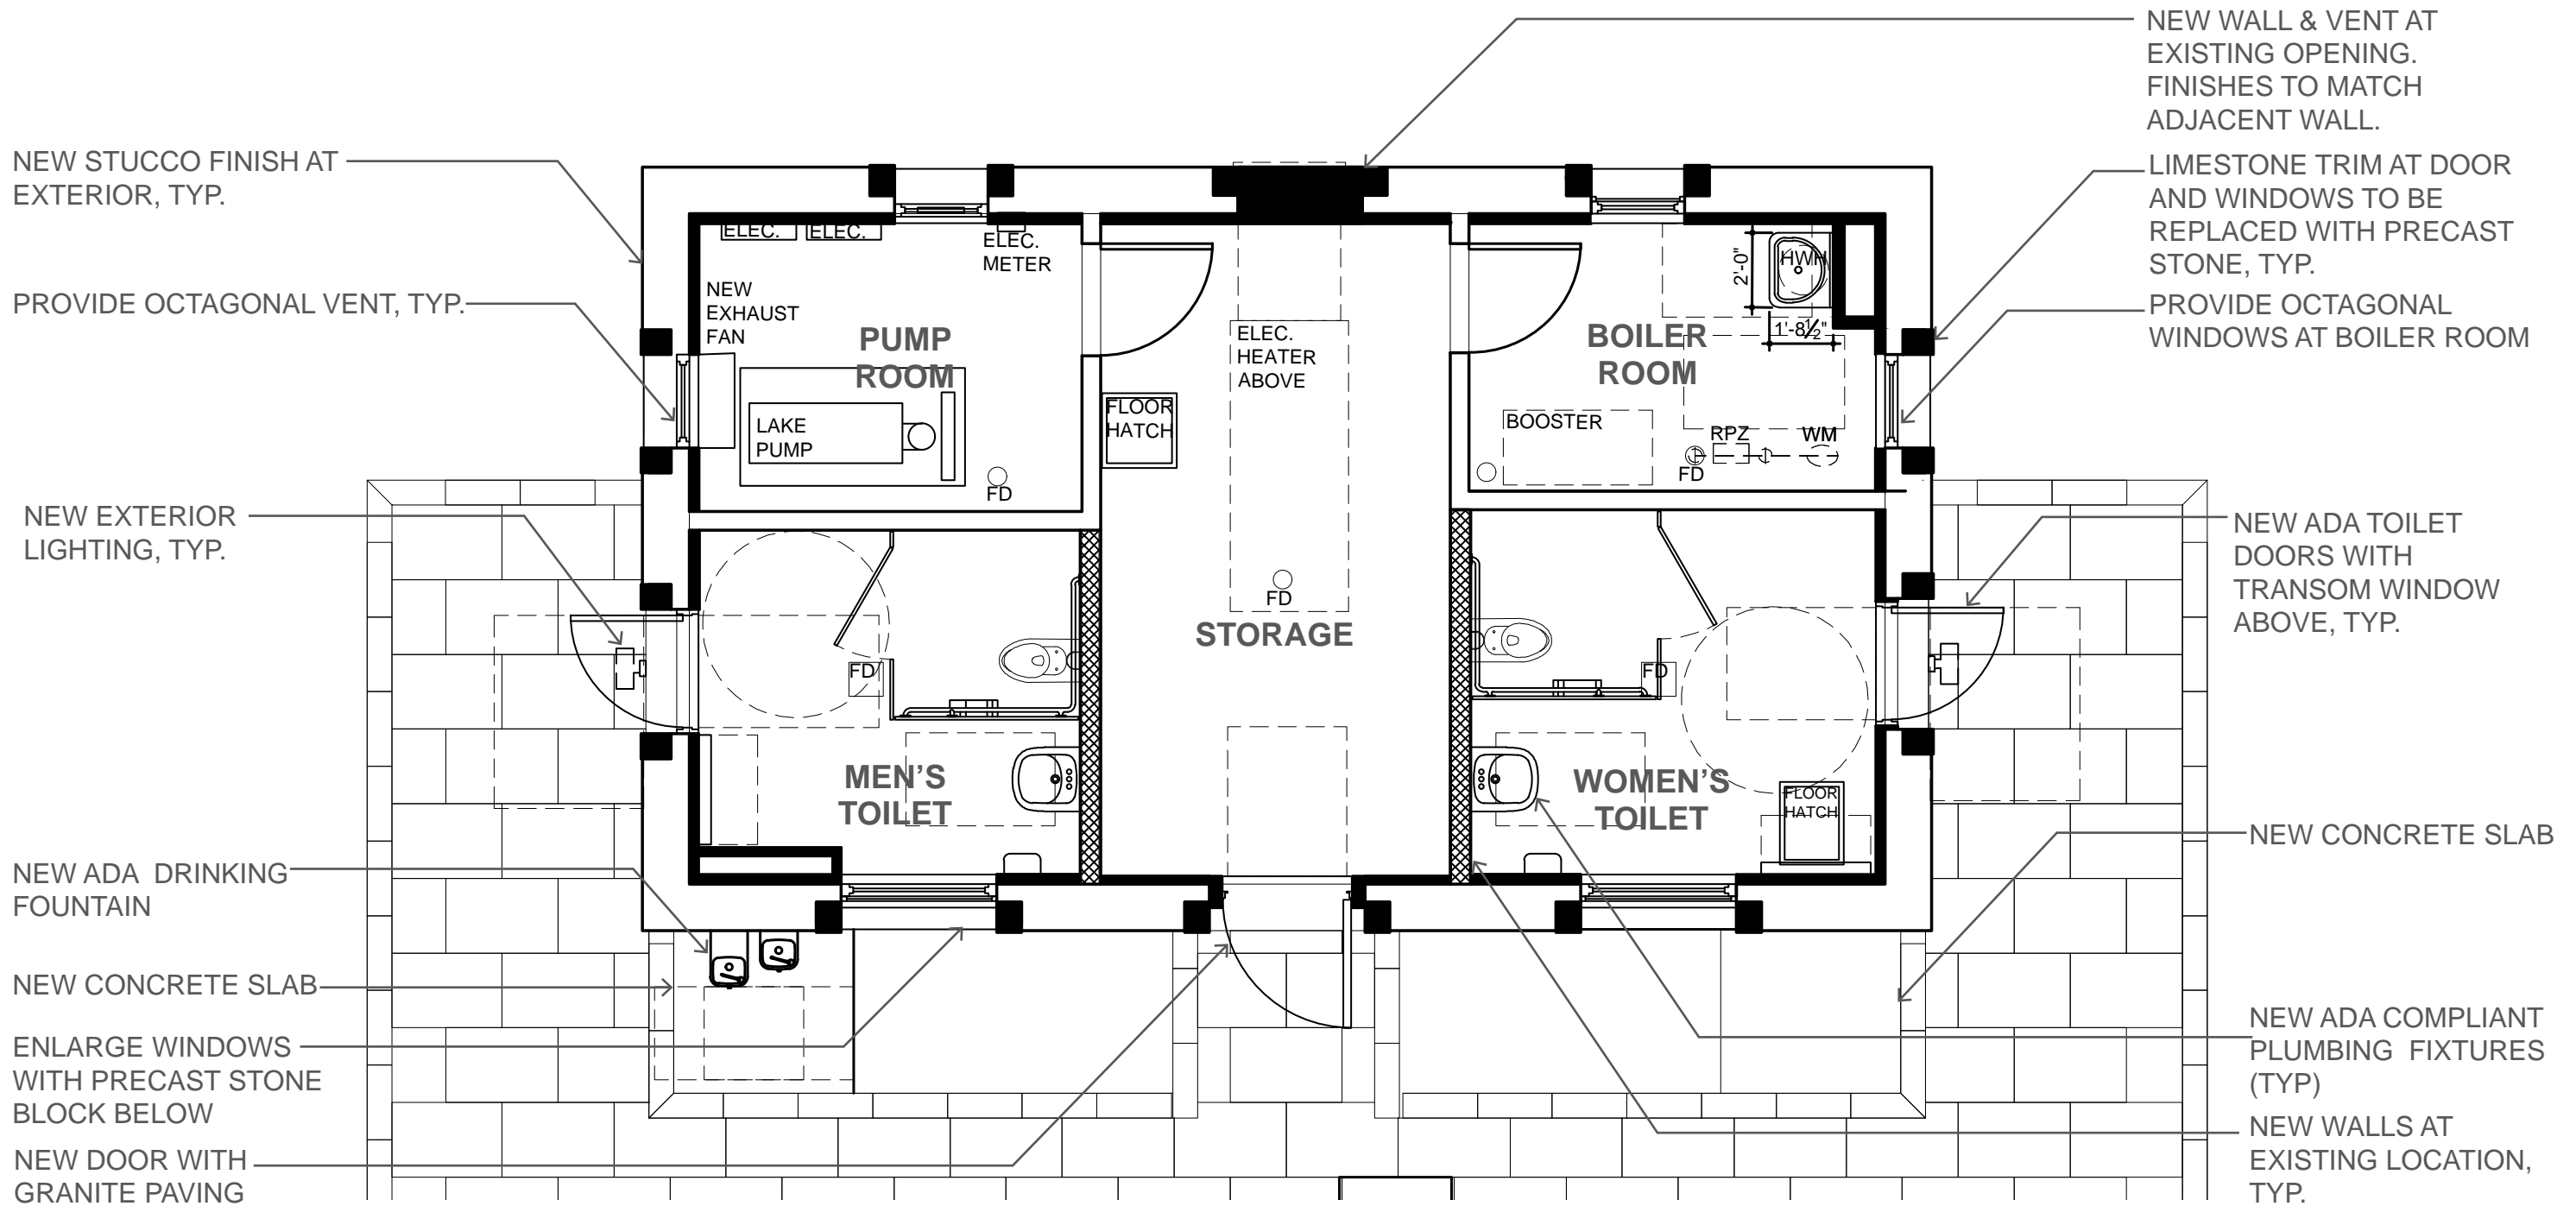 NEW WALL & VENT AT
EXISTING OPENING.
FINISHES TO MATCH
ADJACENT WALL.
NEW STUCCO FINISH AT
EXTERIOR, TYP.
LIMESTONE TRIM AT DOOR
AND WINDOWS TO BE
REPLACED WITH PRECAST
STONE, TYP.
PROVIDE OCTAGONAL VENT, TYP.
PROVIDE OCTAGONAL
WINDOWS AT BOILER ROOM
ELEC.
ELEC.
ELEC.
METER
NEW
EXHAUST
FAN
PUMP
ROOM
LAKE
PUMP
FD
FLOOR
HATCH
ELEC.
HEATER
ABOVE
BOILER
ROOM
2'-0"
HWH
1'-8½"
BOOSTER
RPZ
WM
FD
NEW EXTERIOR
LIGHTING, TYP.
NEW ADA TOILET
DOORS WITH
TRANSOM WINDOW
ABOVE, TYP.
FD
STORAGE
FD
FD
MEN'S
TOILET
WOMEN'S
TOILET
FLOOR
HATCH
NEW ADA DRINKING
FOUNTAIN
NEW CONCRETE SLAB
NEW CONCRETE SLAB
ENLARGE WINDOWS
WITH PRECAST STONE
BLOCK BELOW
NEW DOOR WITH
GRANITE PAVING
NEW ADA COMPLIANT
PLUMBING FIXTURES
(TYP)
NEW WALLS AT
EXISTING LOCATION,
TYP.